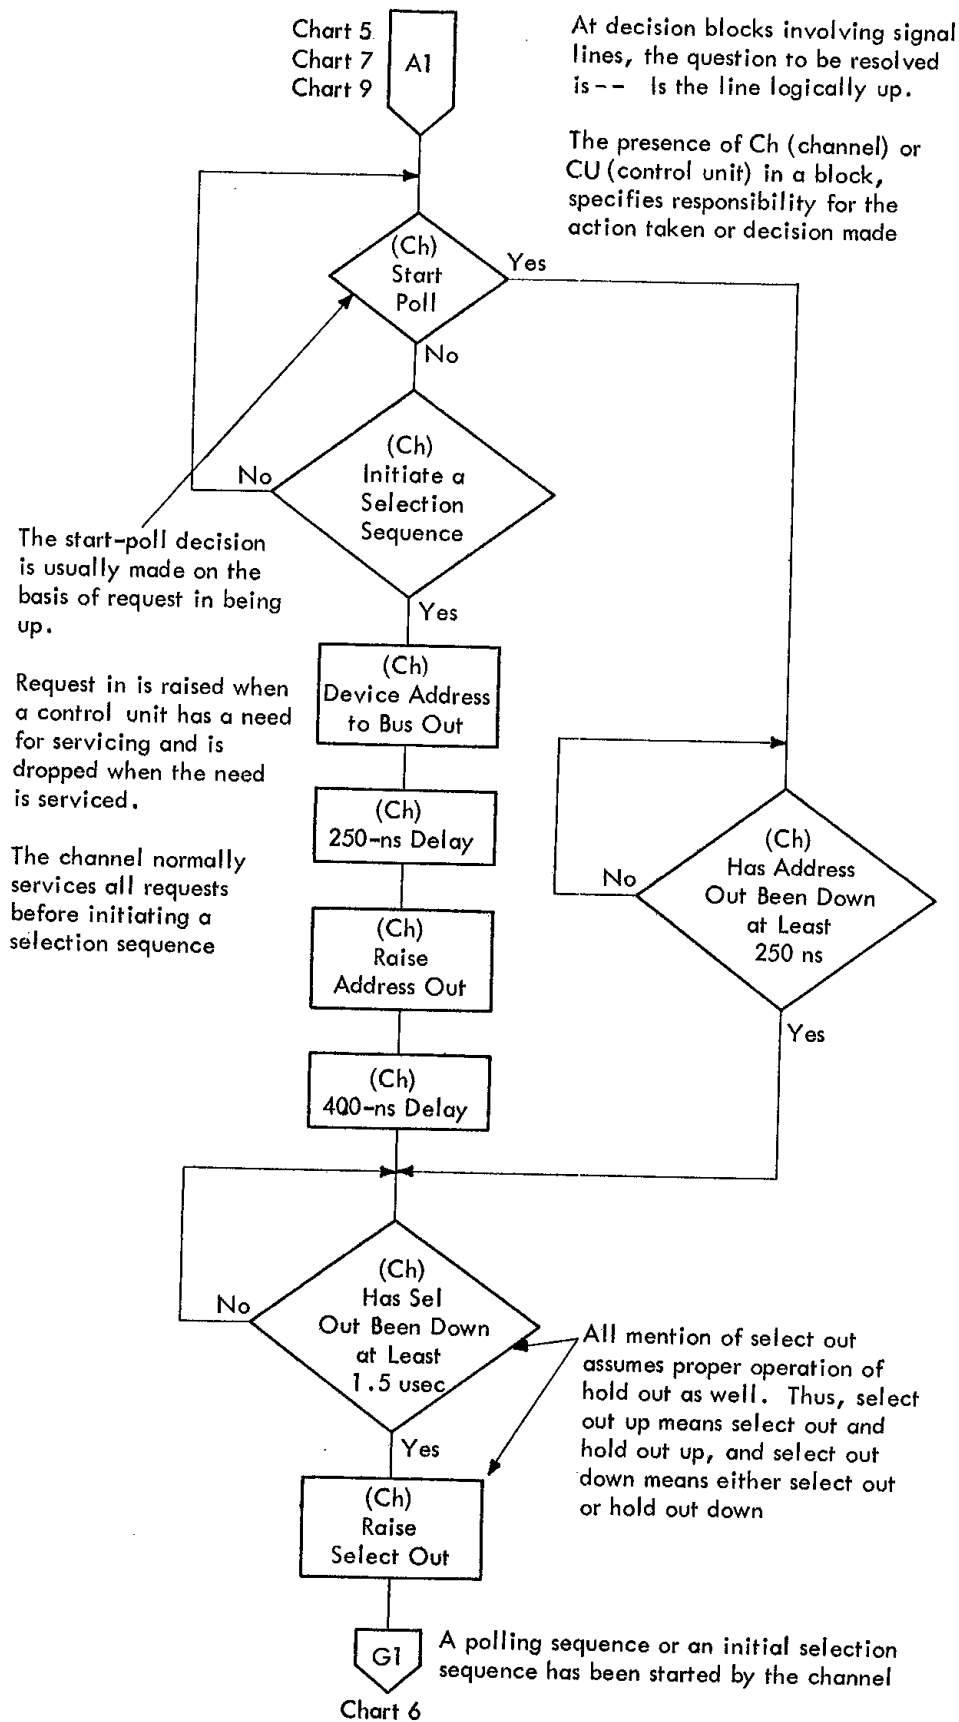 Chart 5
Chart 7
Chart 9
A1
At decision blocks involving signal
lines, the question to be resolved
is-- Is the line logically up.
The presence of Ch (channel) or
CU (control unit) in a block,
specifies responsibility for the
action taken or decision made
(Ch)
Start
Poll
Yes
No
(Ch)
Initiate a
Selection
Sequence
No
Yes
The start-poll decision
is usually made on the
basis of request in being
up.
Request in is raised when
a control unit has a need
for servicing and is
dropped when the need
is serviced.
The channel normally
services all requests
before initiating a
selection sequence
(Ch)
Device Address
to Bus Out
(Ch)
250-ns Delay
(Ch)
Raise
Address Out
(Ch)
400-ns Delay
(Ch)
Has Address
Out Been Down
at Least
250 ns
No
Yes
(Ch)
Has Sel
Out Been Down
at Least
1.5 usec
No
Yes
All mention of select out
assumes proper operation of
hold out as well. Thus, select
out up means select out and
hold out up, and select out
down means either select out
or hold out down
(Ch)
Raise
Select Out
G1
A polling sequence or an initial selection
sequence has been started by the channel
Chart 6